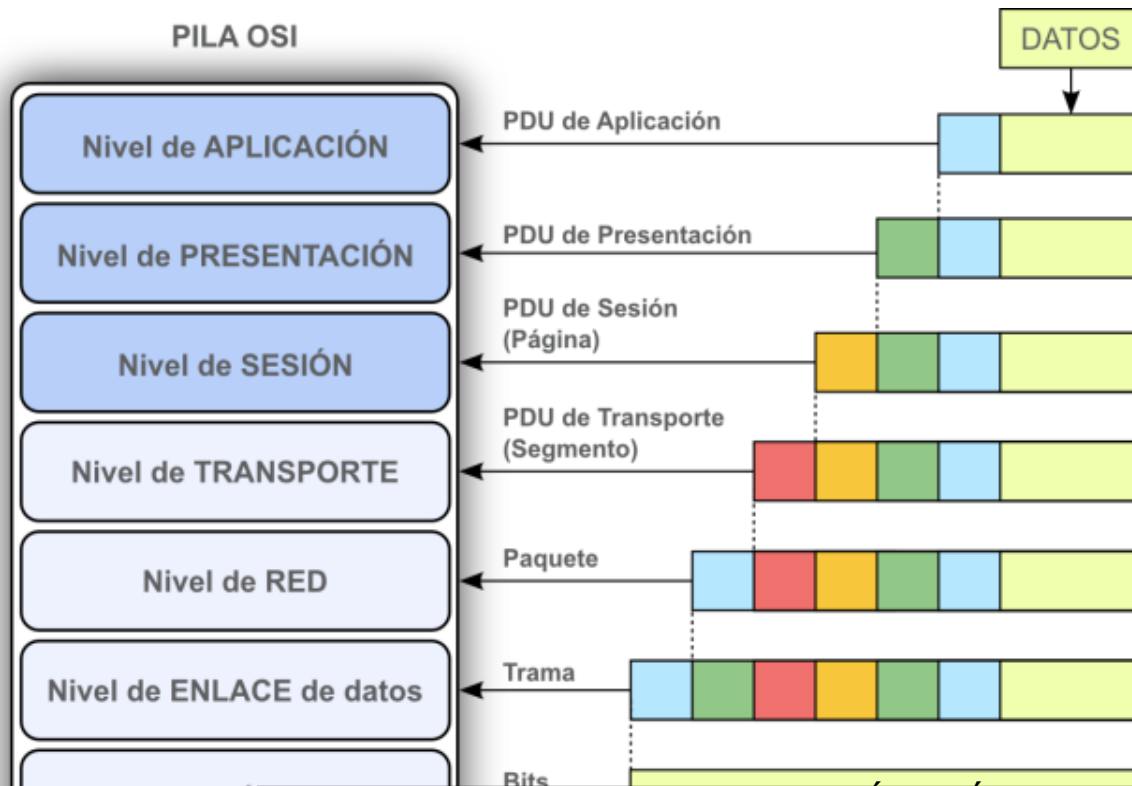 PILA OSI
DATOS
Nivel de APLICACIÓN
PDU de Aplicación
Nivel de PRESENTACIÓN
PDU de Presentación
Nivel de SESIÓN
PDU de Sesión
(Página)
Nivel de TRANSPORTE
PDU de Transporte
(Segmento)
Nivel de RED
Paquete
Nivel de ENLACE de datos
Trama
Bits